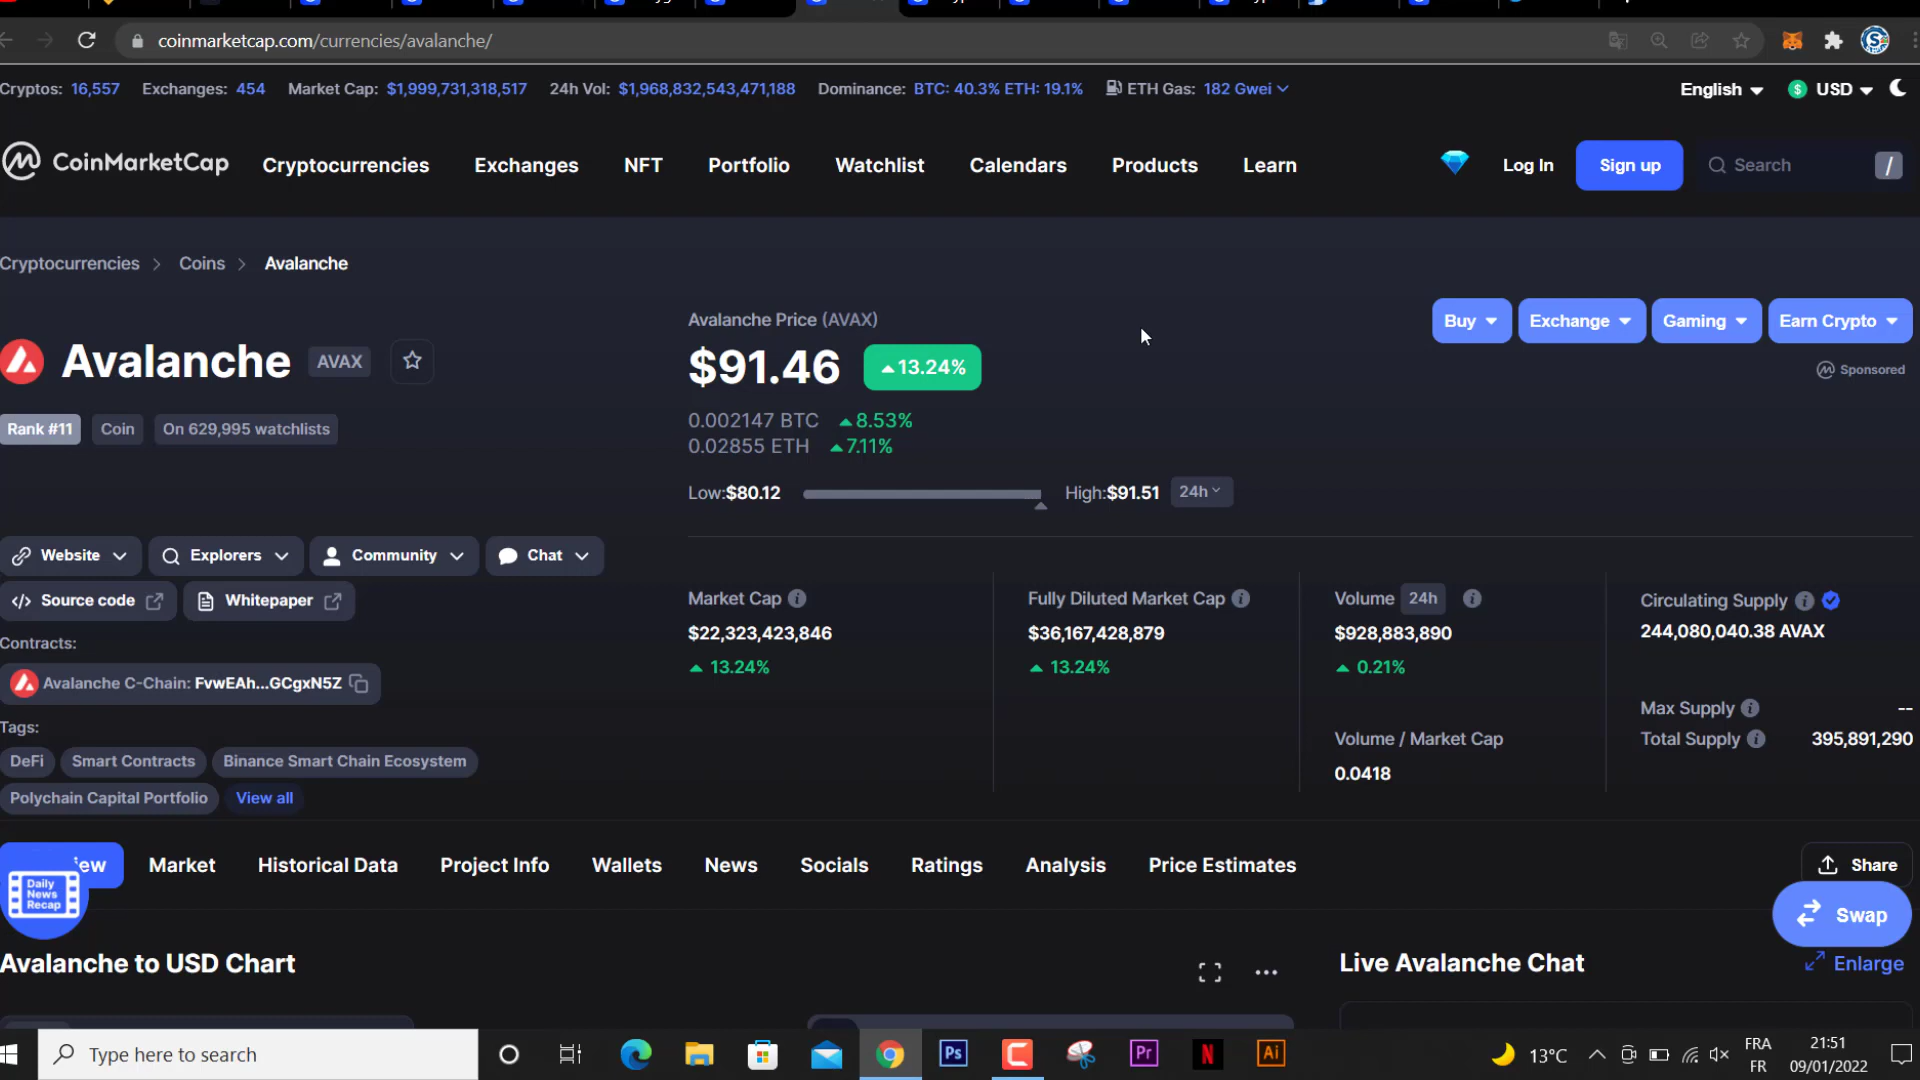 coinmarketcap.com/currencies/avalanche/
Cryptos: 16,557 Exchanges: 454 Market Cap: $1,999,731,318,517 24h Vol: $1,968,832,543,471,188 Dominance: BTC: 40.3% ETH: 19.1% ETH Gas: 182 Gwei English USD
CoinMarketCap Cryptocurrencies Exchanges NFT Portfolio Watchlist Calendars Products Learn Log In Sign up Search /
Cryptocurrencies > Coins > Avalanche
Avalanche AVAX
Rank #11 Coin On 629,995 watchlists
Avalanche Price (AVAX)
$91.46 13.24%
0.002147 BTC 8.53%
0.02855 ETH 7.11%
Low:$80.12 High:$91.51 24h
Buy Exchange Gaming Earn Crypto
Sponsored
Website Explorers Community Chat
Source code Whitepaper
Contracts:
Avalanche C-Chain: FvwEAh...GCgxN5Z
Tags:
DeFi Smart Contracts Binance Smart Chain Ecosystem
Polychain Capital Portfolio View all
Market Cap
$22,323,423,846
13.24%
Fully Diluted Market Cap
$36,167,428,879
13.24%
Volume 24h
$928,883,890
0.21%
Volume / Market Cap
0.0418
Circulating Supply
244,080,040.38 AVAX
Max Supply --
Total Supply 395,891,290
Market Historical Data Project Info Wallets News Socials Ratings Analysis Price Estimates Share
Daily
News
Recap
Swap
Avalanche to USD Chart
Live Avalanche Chat Enlarge
Type here to search
Ps Pr N Ai
13°C
FRA
FR
21:51
09/01/2022